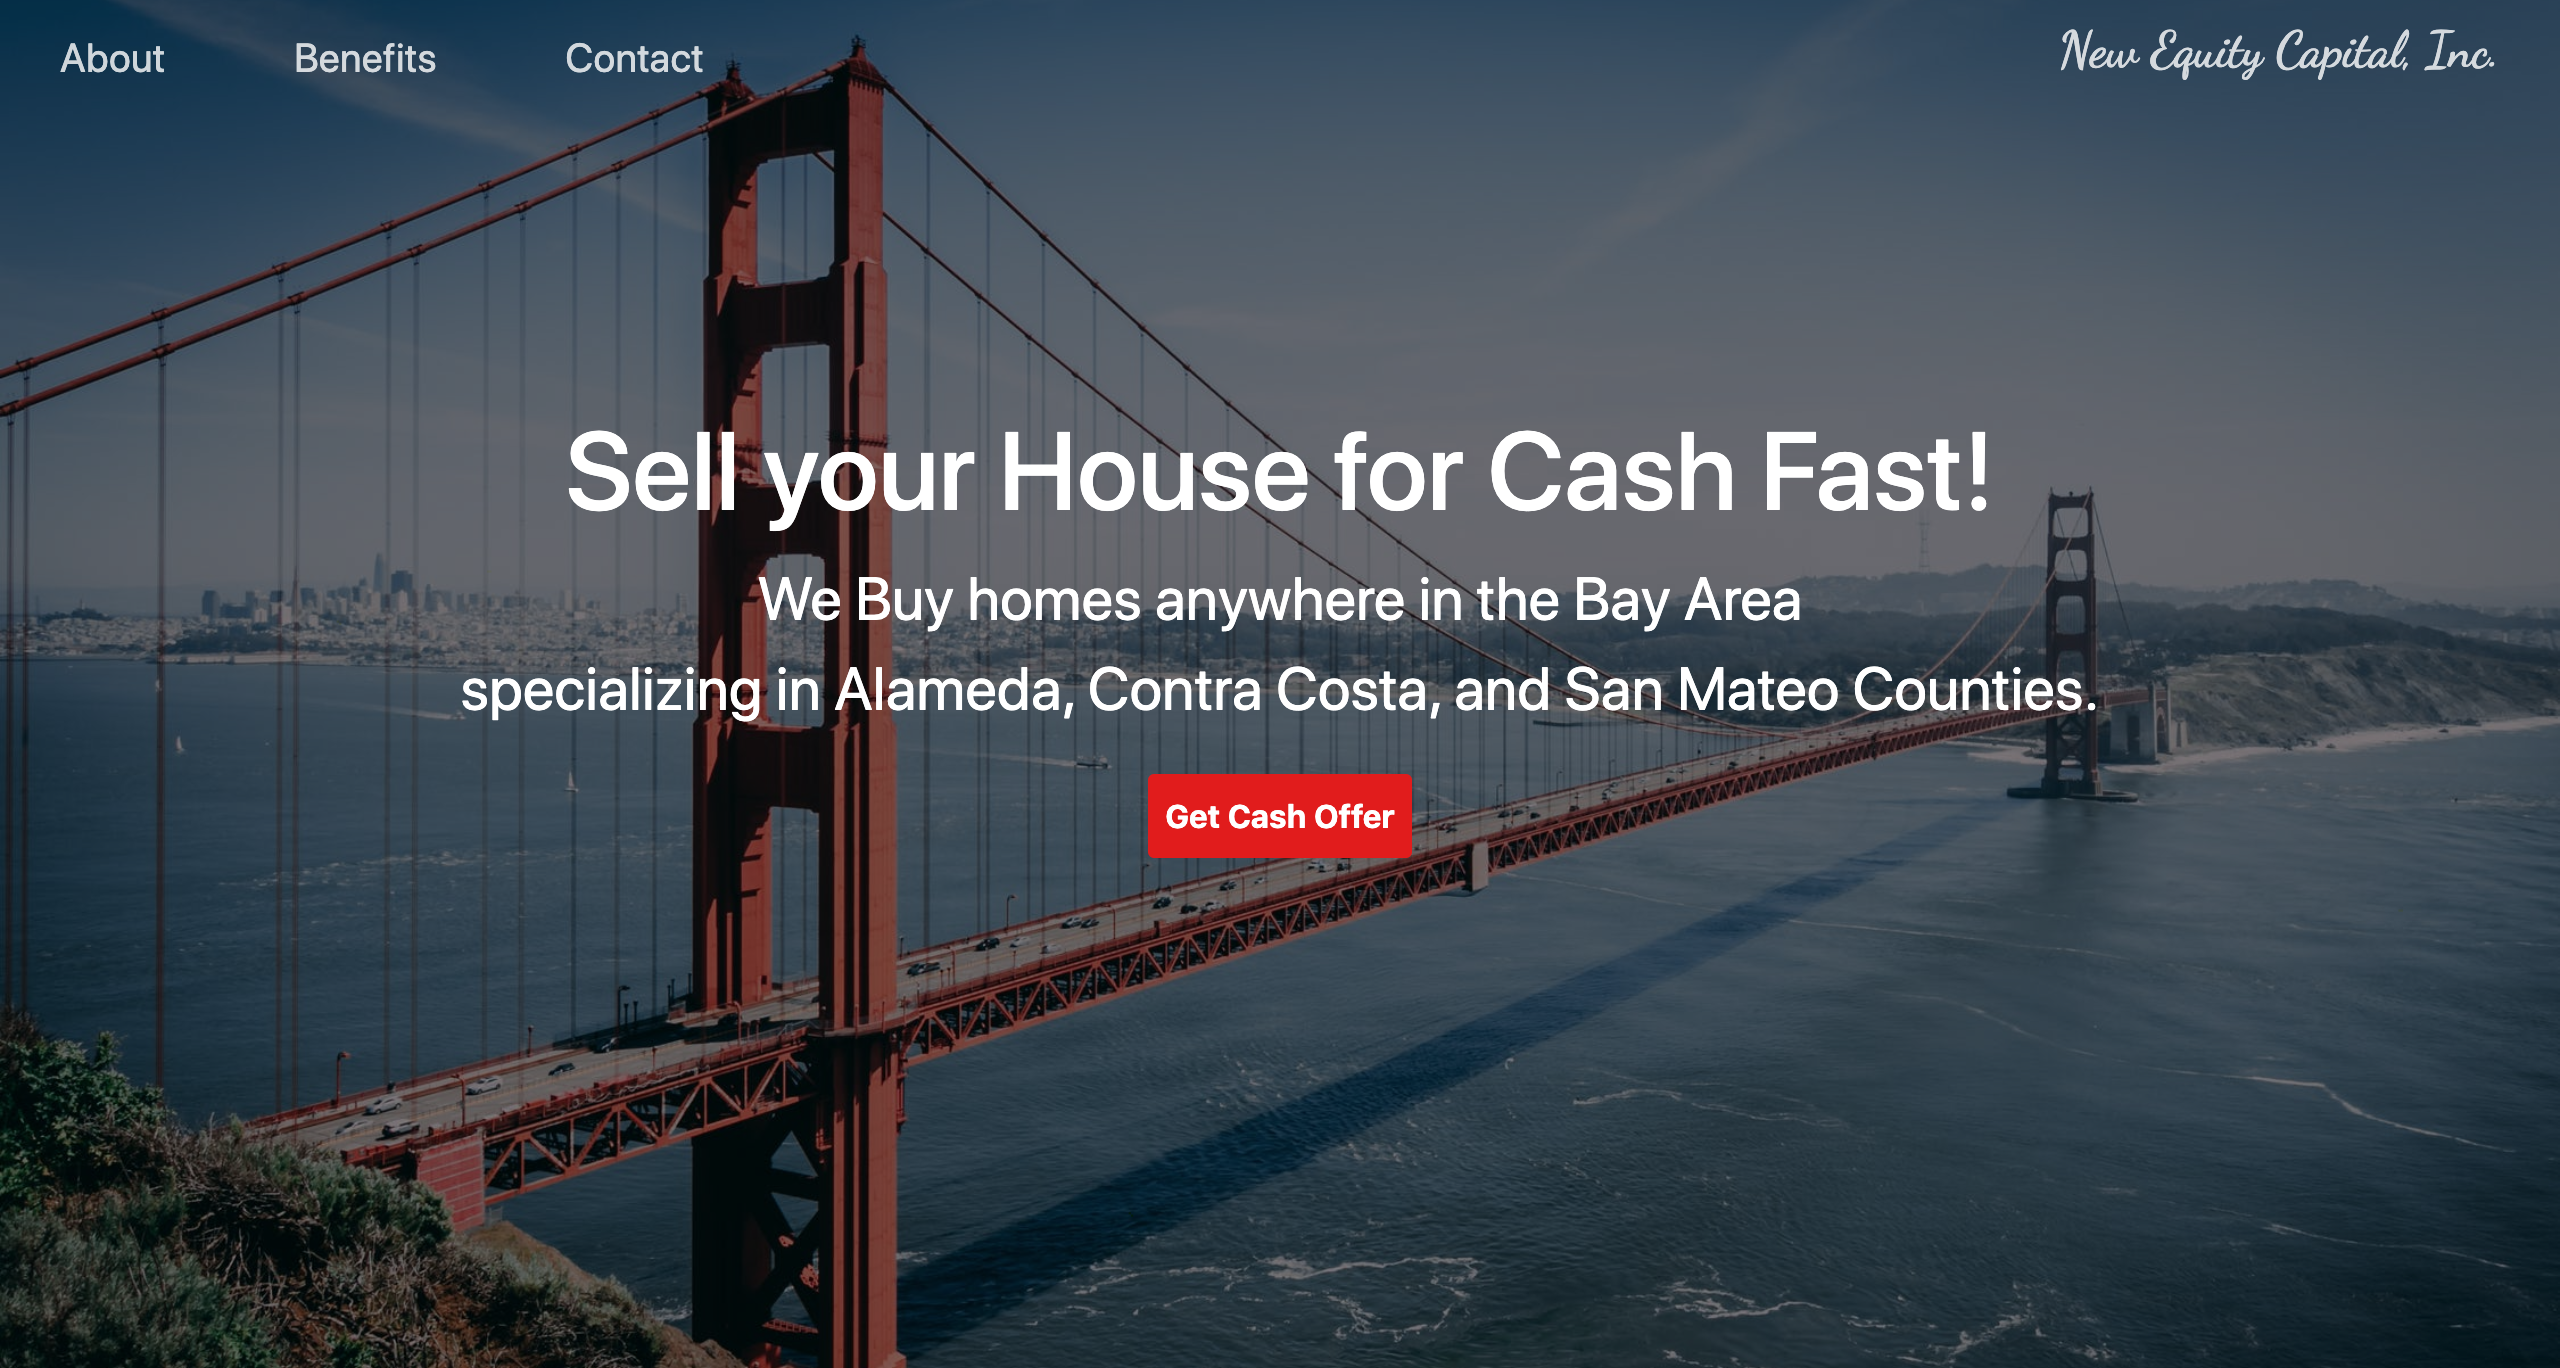 About
Benefits
Contact
New Equity Capital, Inc.
Sell your House for Cash Fast!
We Buy homes anywhere in the Bay Area
specializing in Alameda, Contra Costa, and San Mateo Counties.
Get Cash Offer